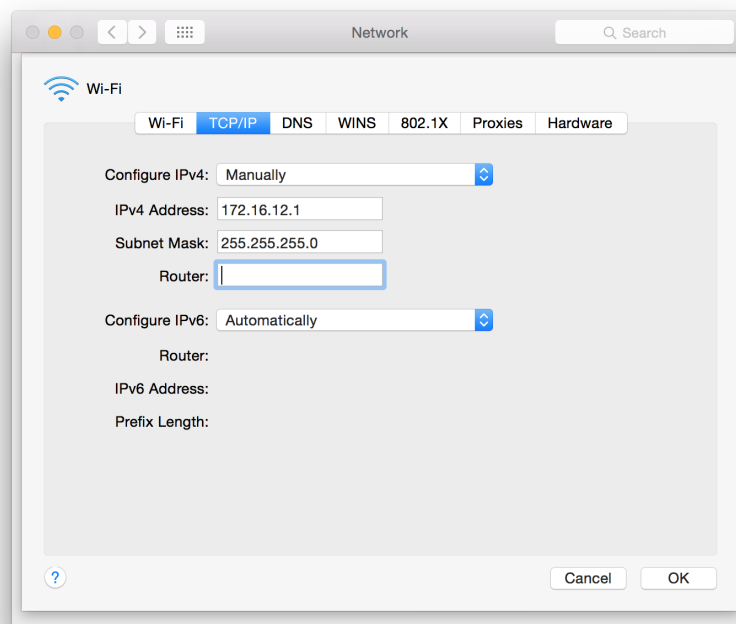 Network
Search
Wi-Fi
Wi-Fi TCP/IP DNS WINS 802.1X Proxies Hardware
Configure IPv4: Manually
IPv4 Address: 172.16.12.1
Subnet Mask: 255.255.255.0
Router:
Configure IPv6: Automatically
Router:
IPv6 Address:
Prefix Length:
? Cancel OK